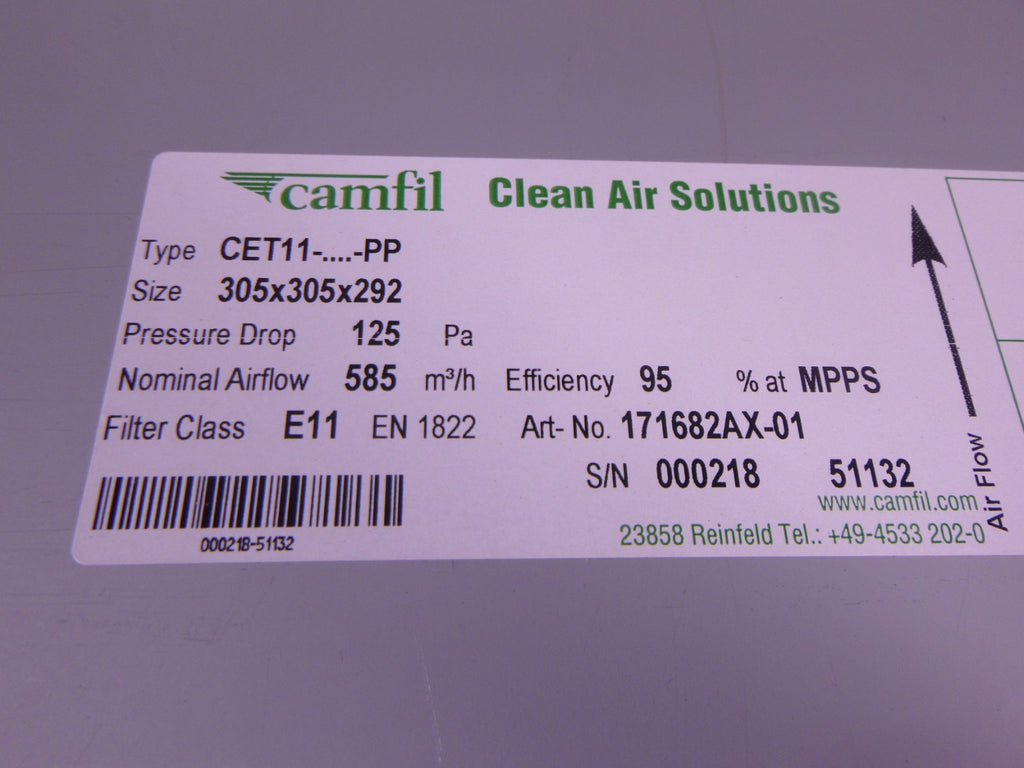 camfil Clean Air Solutions
Type CET11-....-PP
Size 305x305x292
Pressure Drop 125 Pa
Nominal Airflow 585 m³/h Efficiency 95 % at MPPS
Filter Class E11 EN 1822 Art- No. 171682AX-01
S/N 000218 51132
000218-51132
www.camfil.com
23858 Reinfeld Tel.: +49-4533 202-0
Air Flow